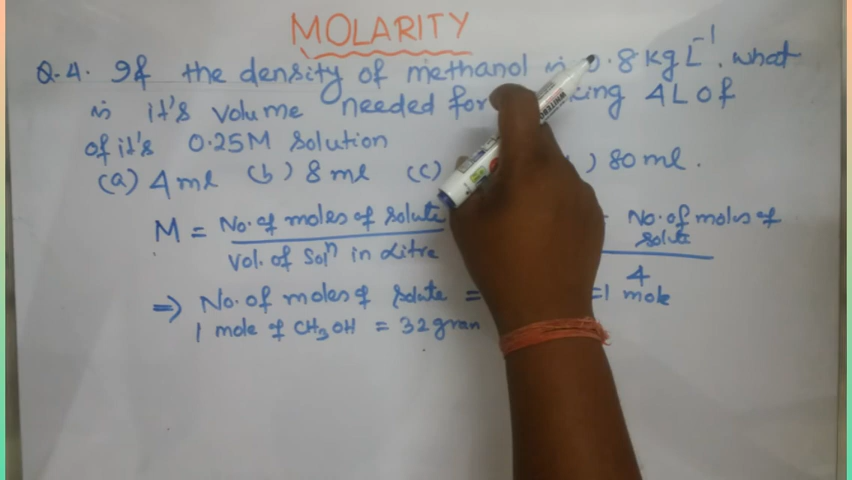 MOLARITY
Q.4. If the density of methanol is 0.8 kg L⁻¹. what
is it's volume needed for king 4L of
of it's 0.25M solution
(a) 4 ml (b) 8 ml (c) ) 80 ml.
M = No. of moles of solute No. of moles of
solute
Vol. of Solⁿ in Litre 4
⇒ No. of moles of solute = =1 mole
1 mole of CH₃OH = 32 gram